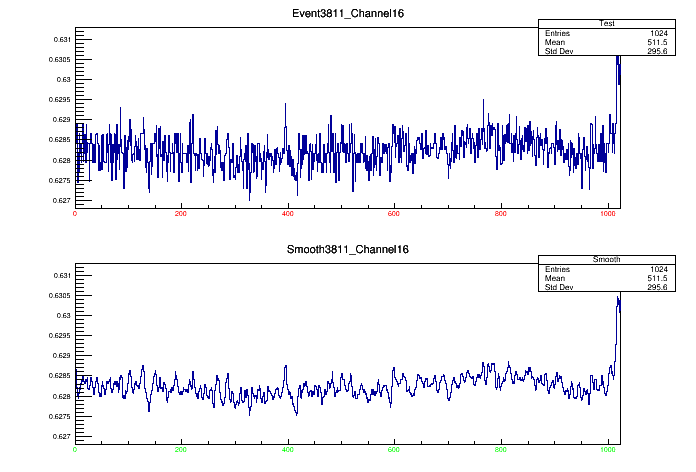 Event3811_Channel16
Test
Entries 1024
Mean 511.5
Std Dev 295.6
0.631
0.6305
0.63
0.6295
0.629
0.6285
0.628
0.6275
0.627
0 200 400 600 800 1000
Smooth3811_Channel16
Smooth
Entries 1024
Mean 511.5
Std Dev 295.6
0.631
0.6305
0.63
0.6295
0.629
0.6285
0.628
0.6275
0.627
0 200 400 600 800 1000